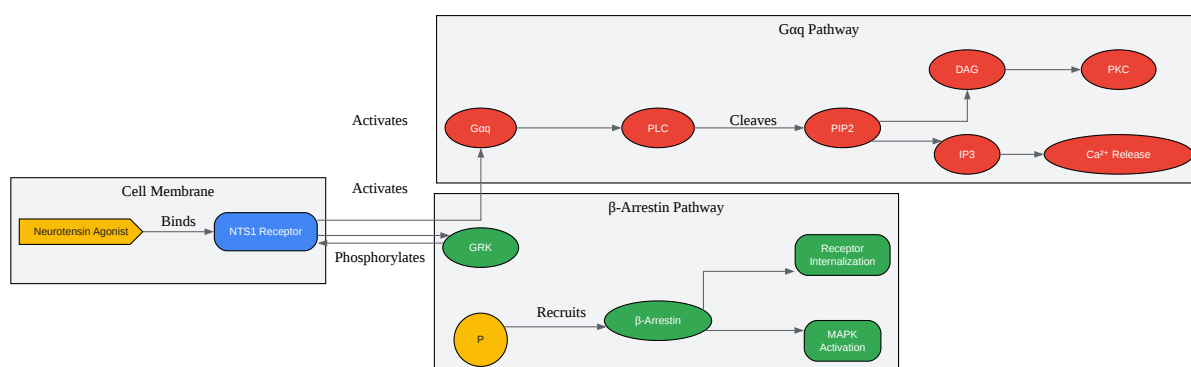 Gαq Pathway
DAG
PKC
Activates
Gαq
PLC
Cleaves
PIP2
IP3
Ca²⁺ Release
Cell Membrane
Activates
Neurotensin Agonist
Binds
NTS1 Receptor
Phosphorylates
β-Arrestin Pathway
GRK
Receptor
Internalization
P
Recruits
β-Arrestin
MAPK
Activation